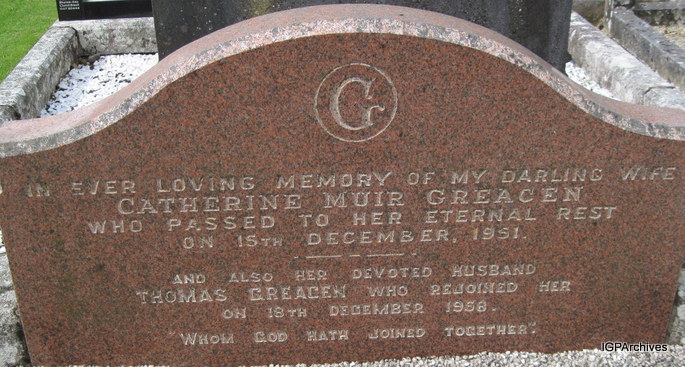 G
IN EVER LOVING MEMORY OF MY DARLING WIFE
CATHERINE MUIR GREACEN
WHO PASSED TO HER ETERNAL REST
ON 15TH DECEMBER, 1951.
AND ALSO HER DEVOTED HUSBAND
THOMAS GREACEN WHO REJOINED HER
ON 18TH DECEMBER 1958.
"WHOM GOD HATH JOINED TOGETHER".
IGPArchives